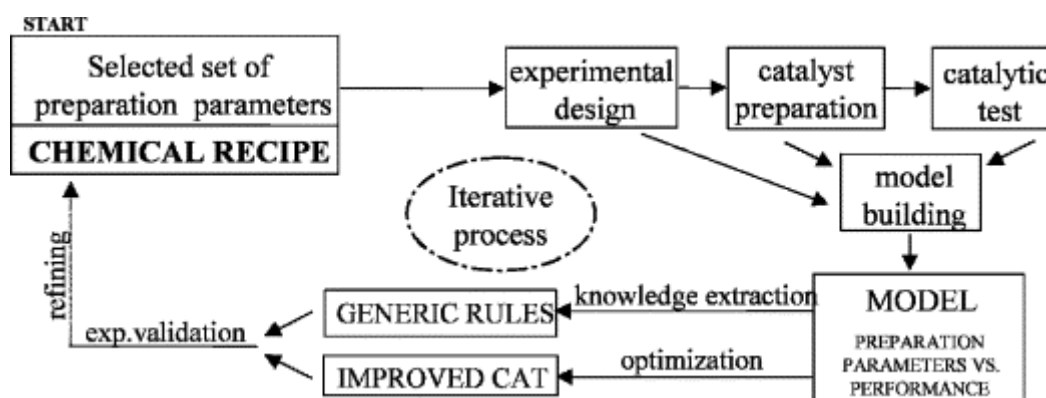 START
Selected set of
preparation parameters
CHEMICAL RECIPE
experimental
design
catalyst
preparation
catalytic
test
model
building
Iterative
process
MODEL
PREPARATION
PARAMETERS VS.
PERFORMANCE
knowledge extraction
GENERIC RULES
optimization
IMPROVED CAT
exp.validation
refining